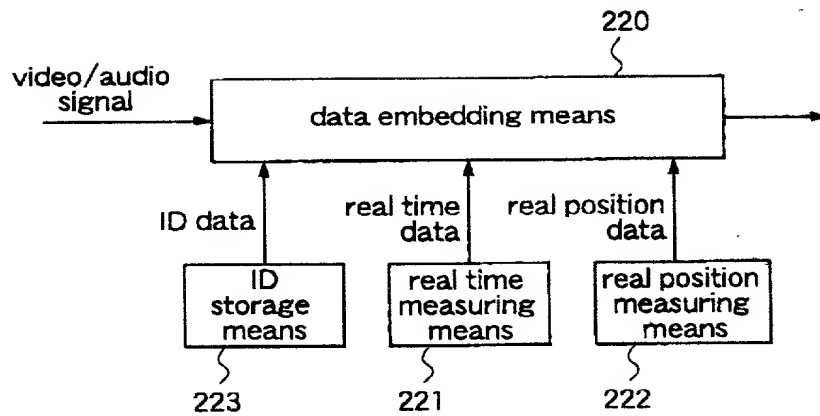 220
video/audio
signal
data embedding means
ID data
real time
data
real position
data
ID
storage
means
real time
measuring
means
real position
measuring
means
223
221
222